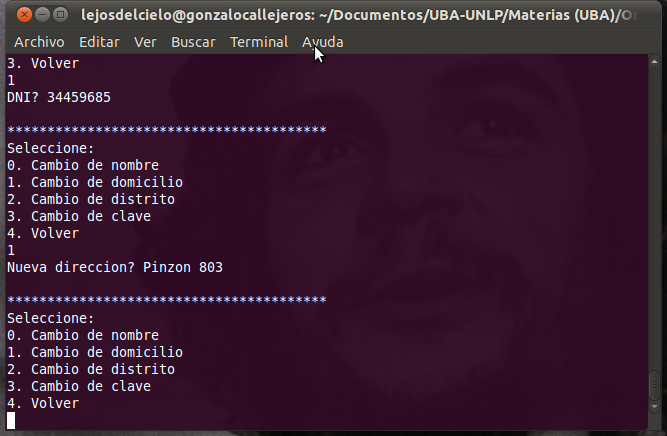 lejosdelcielo@gonzalocallejeros: ~/Documentos/UBA-UNLP/Materias (UBA)/Or
Archivo Editar Ver Buscar Terminal Ayuda
3. Volver
1
DNI? 34459685
****************************************
Seleccione:
0. Cambio de nombre
1. Cambio de domicilio
2. Cambio de distrito
3. Cambio de clave
4. Volver
1
Nueva direccion? Pinzon 803
****************************************
Seleccione:
0. Cambio de nombre
1. Cambio de domicilio
2. Cambio de distrito
3. Cambio de clave
4. Volver